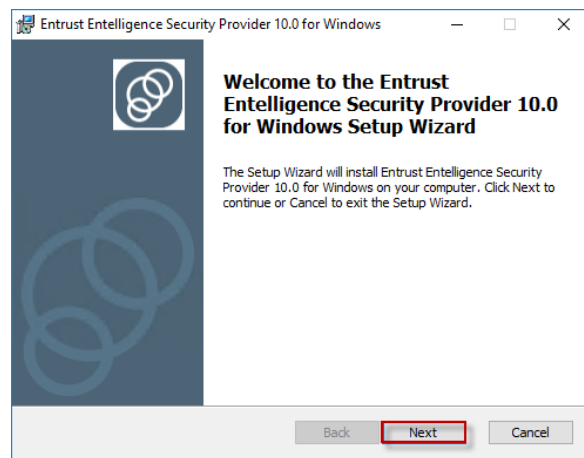 Entrust Entelligence Security Provider 10.0 for Windows
Welcome to the Entrust
Entelligence Security Provider 10.0
for Windows Setup Wizard
The Setup Wizard will install Entrust Entelligence Security
Provider 10.0 for Windows on your computer. Click Next to
continue or Cancel to exit the Setup Wizard.
Back Next Cancel